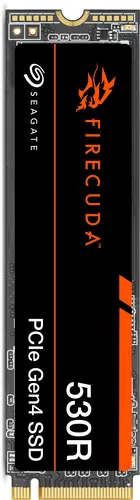 SEAGATE
FIRECUDA
530R
PCIe Gen4 SSD